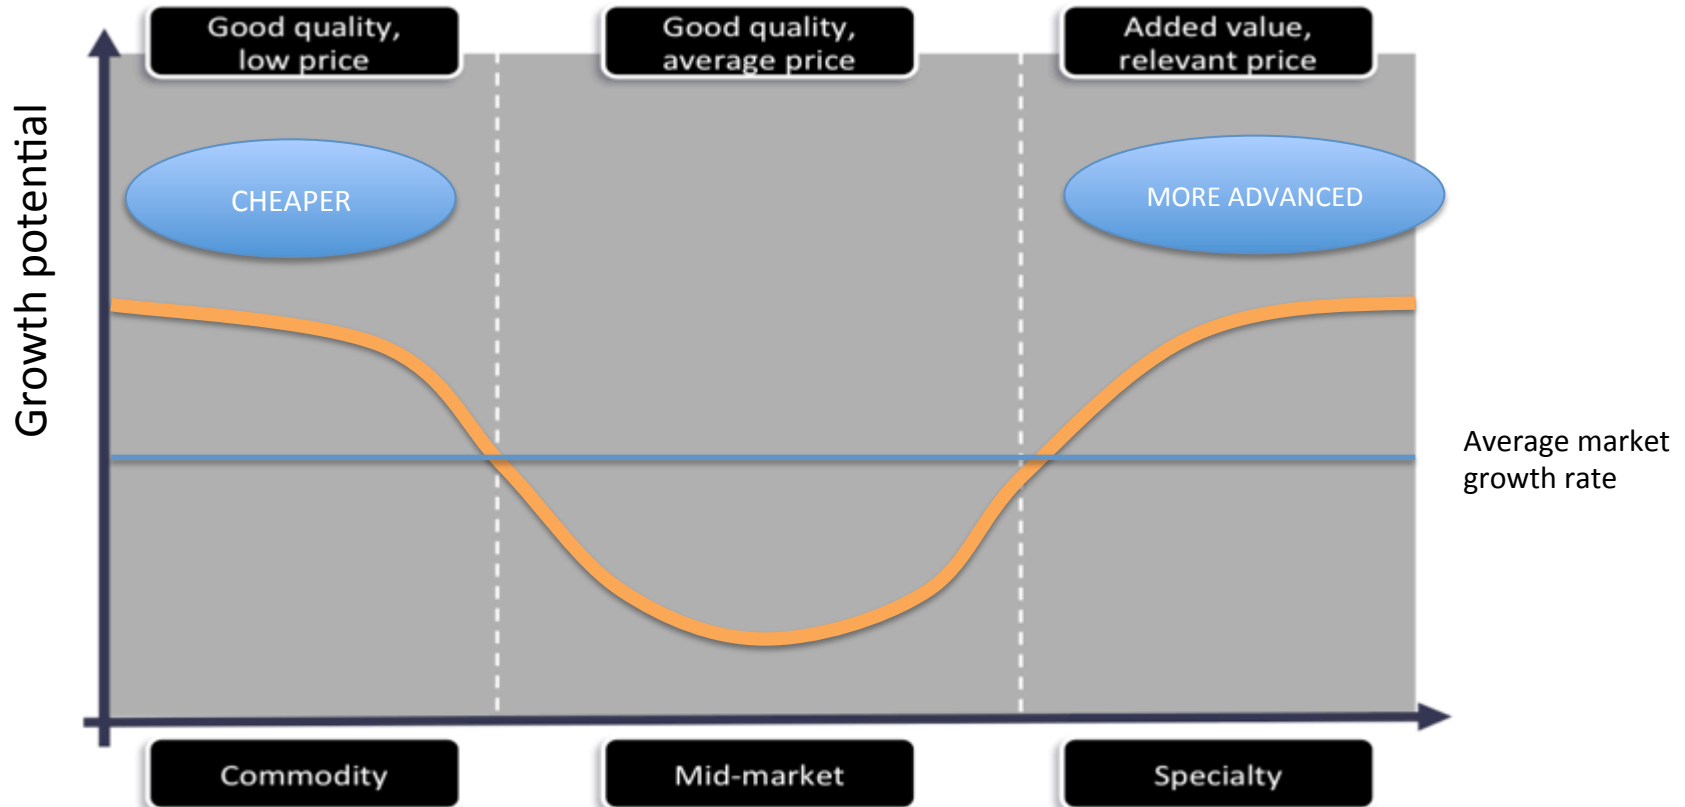 Good quality,
low price
Good quality,
average price
Added value,
relevant price
Growth potential
CHEAPER
MORE ADVANCED
Average market
growth rate
Commodity
Mid-market
Specialty